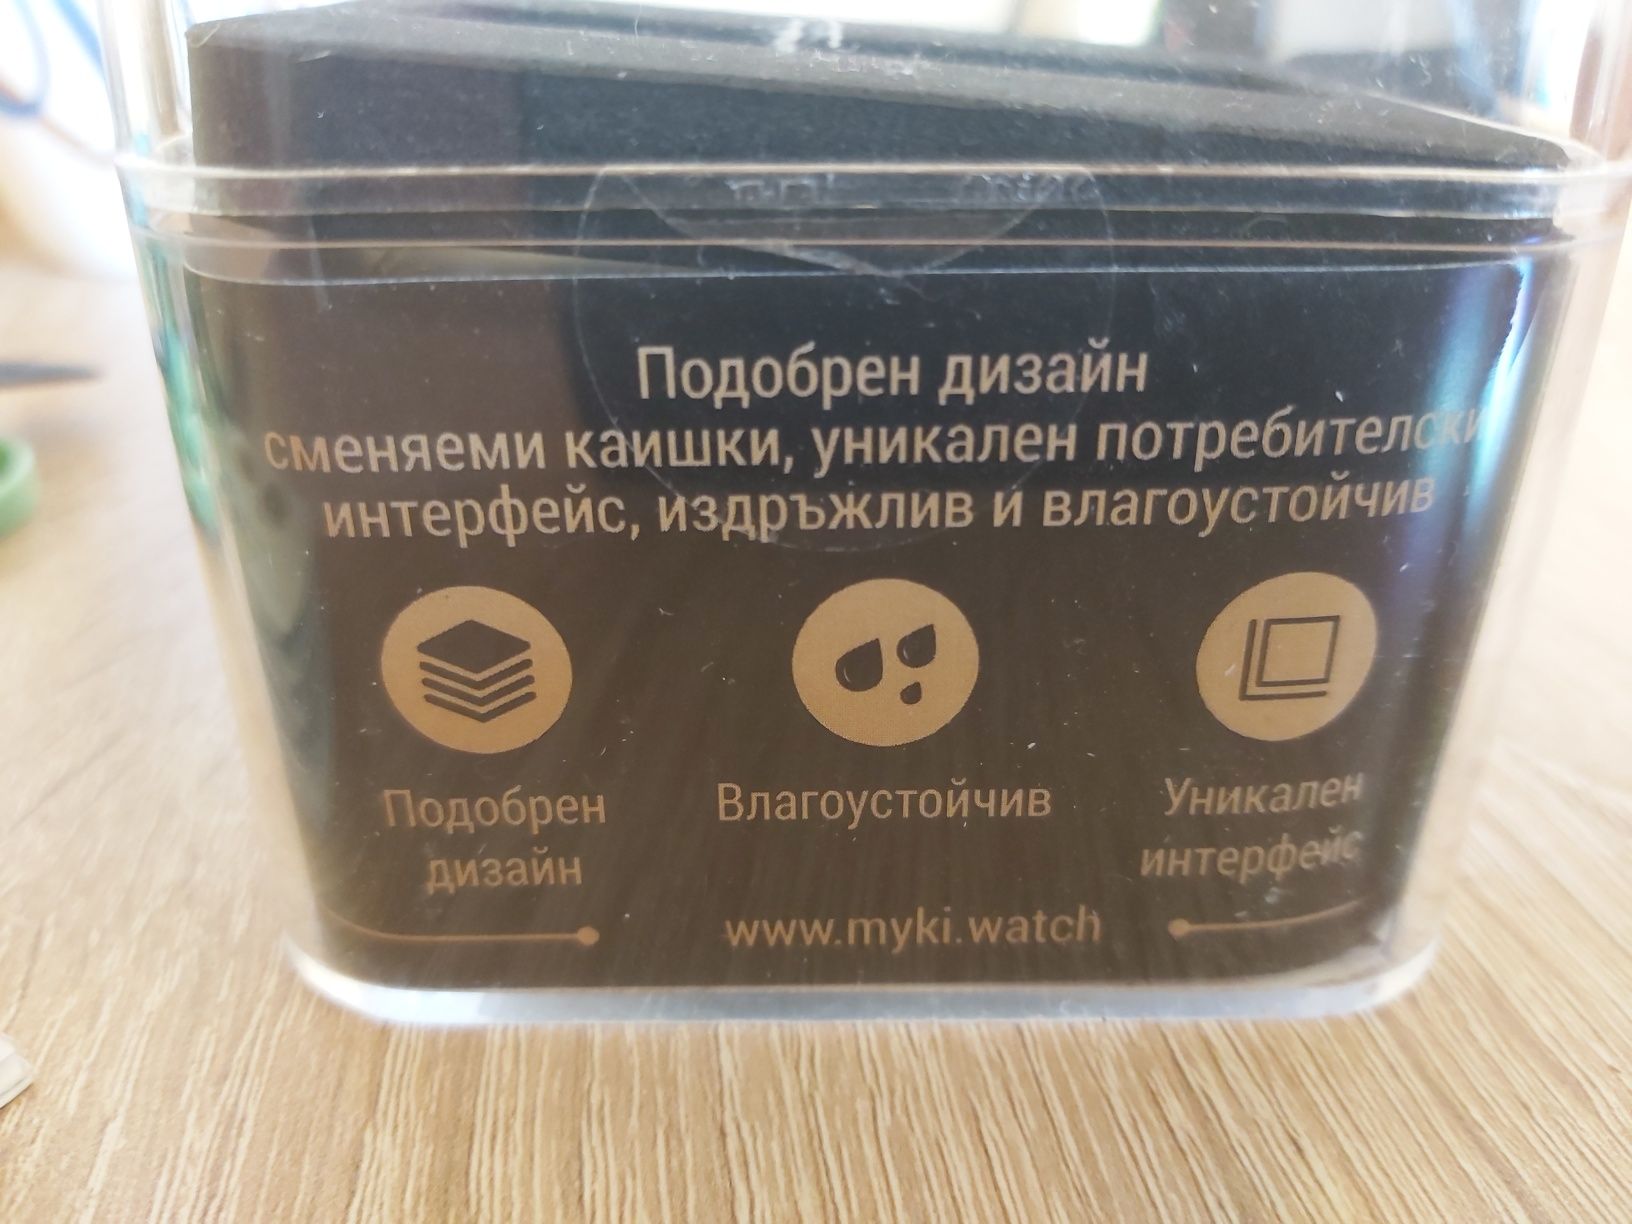 Подобрен дизайн
сменяеми каишки, уникален потребителски
интерфейс, издръжлив и влагоустойчив
Подобрен
дизайн
Влагоустойчив
Уникален
интерфейс
www.myki.watch